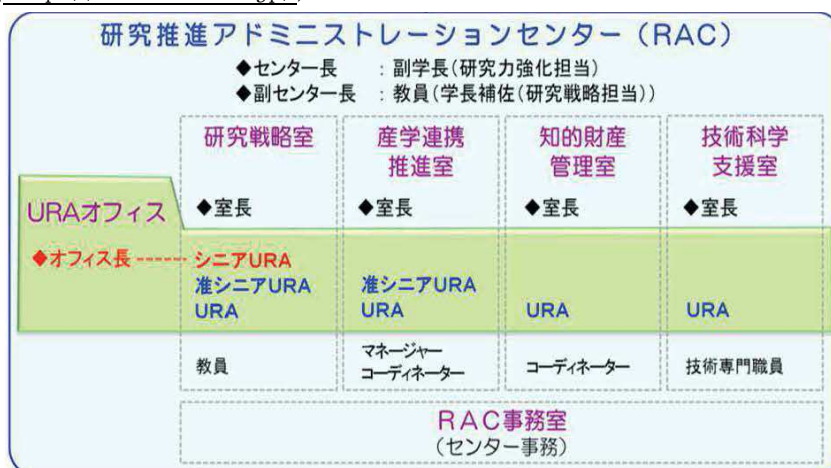 研究推進アドミニストレーションセンター（RAC）
◆センター長　：副学長（研究力強化担当）
◆副センター長　：教員（学長補佐（研究戦略担当））
研究戦略室
産学連携
推進室
知的財産
管理室
技術科学
支援室
URAオフィス
◆室長
◆室長
◆室長
◆室長
◆オフィス長
シニアURA
准シニアURA
URA
准シニアURA
URA
URA
URA
教員
マネージャー
コーディネーター
コーディネーター
技術専門職員
RAC事務室
（センター事務）